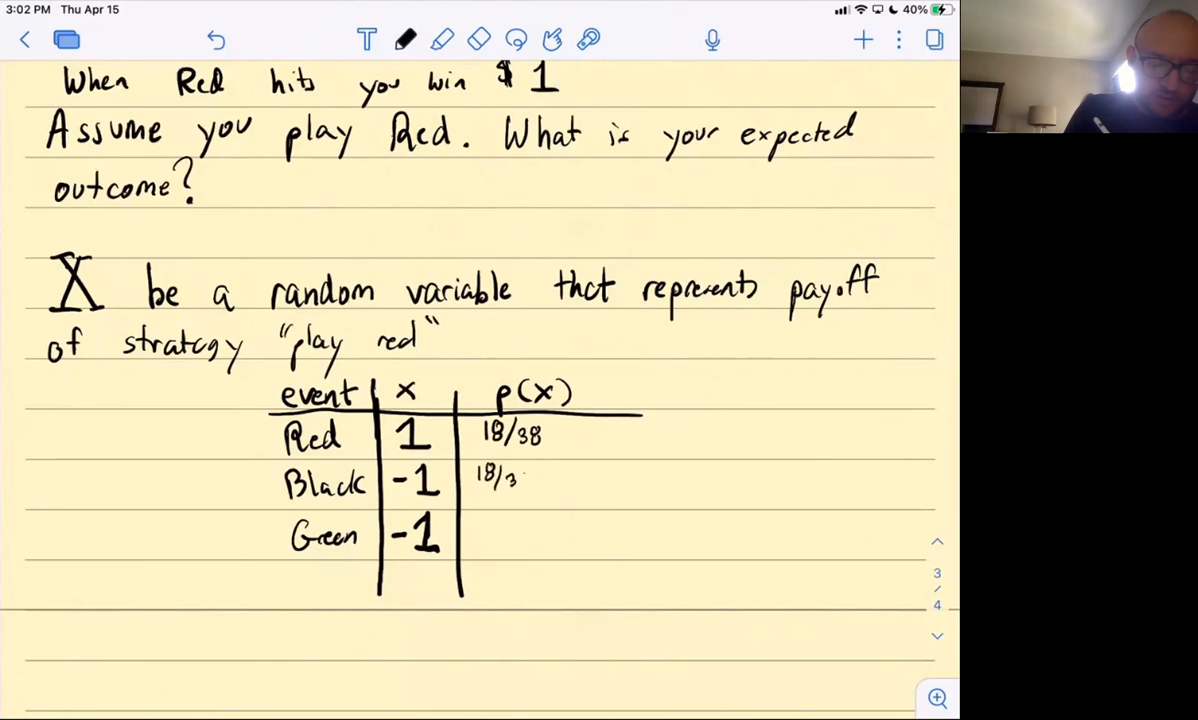 3:02 PM Thu Apr 15
40%
When Red hits you win $1
Assume you play Red. What is your expected
outcome?
X be a random variable that represents payoff
of strategy "play red"
event x p(x)
Red 1 18/38
Black -1 18/3
Green -1
3
/
4